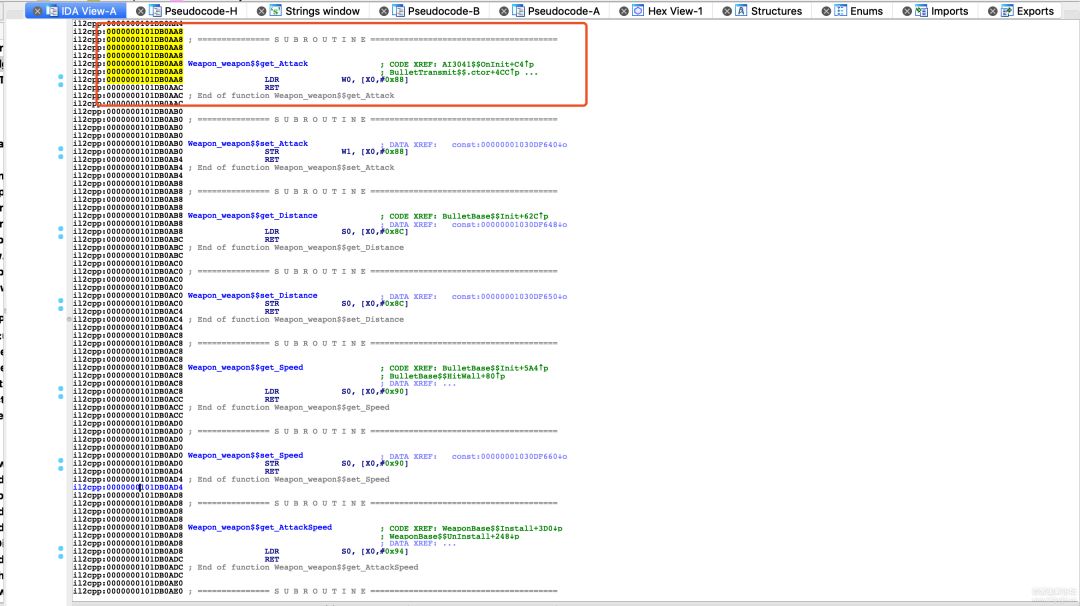 IDA View-A Pseudocode-H Strings window Pseudocode-B Pseudocode-A Hex View-1 Structures Enums Imports Exports
il2cpp:0000000101DB0AA4
il2cpp:0000000101DB0AA8
il2cpp:0000000101DB0AA8 ; =============== S U B R O U T I N E =======================================
il2cpp:0000000101DB0AA8
il2cpp:0000000101DB0AA8
il2cpp:0000000101DB0AA8 Weapon_weapon$$get_Attack ; CODE XREF: AI3041$$OnInit+C4↑p
il2cpp:0000000101DB0AA8 ; BulletTransmit$$.ctor+4CC↑p ...
il2cpp:0000000101DB0AA8 LDR W0, [X0,#0x88]
il2cpp:0000000101DB0AAC RET
il2cpp:0000000101DB0AAC ; End of function Weapon_weapon$$get_Attack
il2cpp:0000000101DB0AAC
il2cpp:0000000101DB0AB0
il2cpp:0000000101DB0AB0 ; =============== S U B R O U T I N E =======================================
il2cpp:0000000101DB0AB0
il2cpp:0000000101DB0AB0
il2cpp:0000000101DB0AB0 Weapon_weapon$$set_Attack ; DATA XREF: const:00000001030DF640↓o
il2cpp:0000000101DB0AB0 STR W1, [X0,#0x88]
il2cpp:0000000101DB0AB4 RET
il2cpp:0000000101DB0AB4 ; End of function Weapon_weapon$$set_Attack
il2cpp:0000000101DB0AB4
il2cpp:0000000101DB0AB8
il2cpp:0000000101DB0AB8 ; =============== S U B R O U T I N E =======================================
il2cpp:0000000101DB0AB8
il2cpp:0000000101DB0AB8
il2cpp:0000000101DB0AB8 Weapon_weapon$$get_Distance ; CODE XREF: BulletBase$$Init+62C↑p
il2cpp:0000000101DB0AB8 ; DATA XREF: const:00000001030DF648↓o
il2cpp:0000000101DB0AB8 LDR S0, [X0,#0x8C]
il2cpp:0000000101DB0ABC RET
il2cpp:0000000101DB0ABC ; End of function Weapon_weapon$$get_Distance
il2cpp:0000000101DB0ABC
il2cpp:0000000101DB0AC0
il2cpp:0000000101DB0AC0 ; =============== S U B R O U T I N E =======================================
il2cpp:0000000101DB0AC0
il2cpp:0000000101DB0AC0
il2cpp:0000000101DB0AC0 Weapon_weapon$$set_Distance ; DATA XREF: const:00000001030DF650↓o
il2cpp:0000000101DB0AC0 STR S0, [X0,#0x8C]
il2cpp:0000000101DB0AC4 RET
il2cpp:0000000101DB0AC4 ; End of function Weapon_weapon$$set_Distance
il2cpp:0000000101DB0AC4
il2cpp:0000000101DB0AC8
il2cpp:0000000101DB0AC8 ; =============== S U B R O U T I N E =======================================
il2cpp:0000000101DB0AC8
il2cpp:0000000101DB0AC8
il2cpp:0000000101DB0AC8 Weapon_weapon$$get_Speed ; CODE XREF: BulletBase$$Init+5A4↑p
il2cpp:0000000101DB0AC8 ; BulletBase$$HitWall+80↑p
il2cpp:0000000101DB0AC8 ; DATA XREF: ...
il2cpp:0000000101DB0AC8 LDR S0, [X0,#0x90]
il2cpp:0000000101DB0ACC RET
il2cpp:0000000101DB0ACC ; End of function Weapon_weapon$$get_Speed
il2cpp:0000000101DB0ACC
il2cpp:0000000101DB0AD0
il2cpp:0000000101DB0AD0 ; =============== S U B R O U T I N E =======================================
il2cpp:0000000101DB0AD0
il2cpp:0000000101DB0AD0
il2cpp:0000000101DB0AD0 Weapon_weapon$$set_Speed ; DATA XREF: const:00000001030DF660↓o
il2cpp:0000000101DB0AD0 STR S0, [X0,#0x90]
il2cpp:0000000101DB0AD4 RET
il2cpp:0000000101DB0AD4 ; End of function Weapon_weapon$$set_Speed
il2cpp:0000000101DB0AD4
il2cpp:0000000101DB0AD8
il2cpp:0000000101DB0AD8 ; =============== S U B R O U T I N E =======================================
il2cpp:0000000101DB0AD8
il2cpp:0000000101DB0AD8
il2cpp:0000000101DB0AD8 Weapon_weapon$$get_AttackSpeed ; CODE XREF: WeaponBase$$Install+3D0↓p
il2cpp:0000000101DB0AD8 ; WeaponBase$$UnInstall+248↓p
il2cpp:0000000101DB0AD8 ; DATA XREF: ...
il2cpp:0000000101DB0AD8 LDR S0, [X0,#0x94]
il2cpp:0000000101DB0ADC RET
il2cpp:0000000101DB0ADC ; End of function Weapon_weapon$$get_AttackSpeed
il2cpp:0000000101DB0ADC
il2cpp:0000000101DB0AE0
il2cpp:0000000101DB0AE0 ; =============== S U B R O U T I N E =======================================